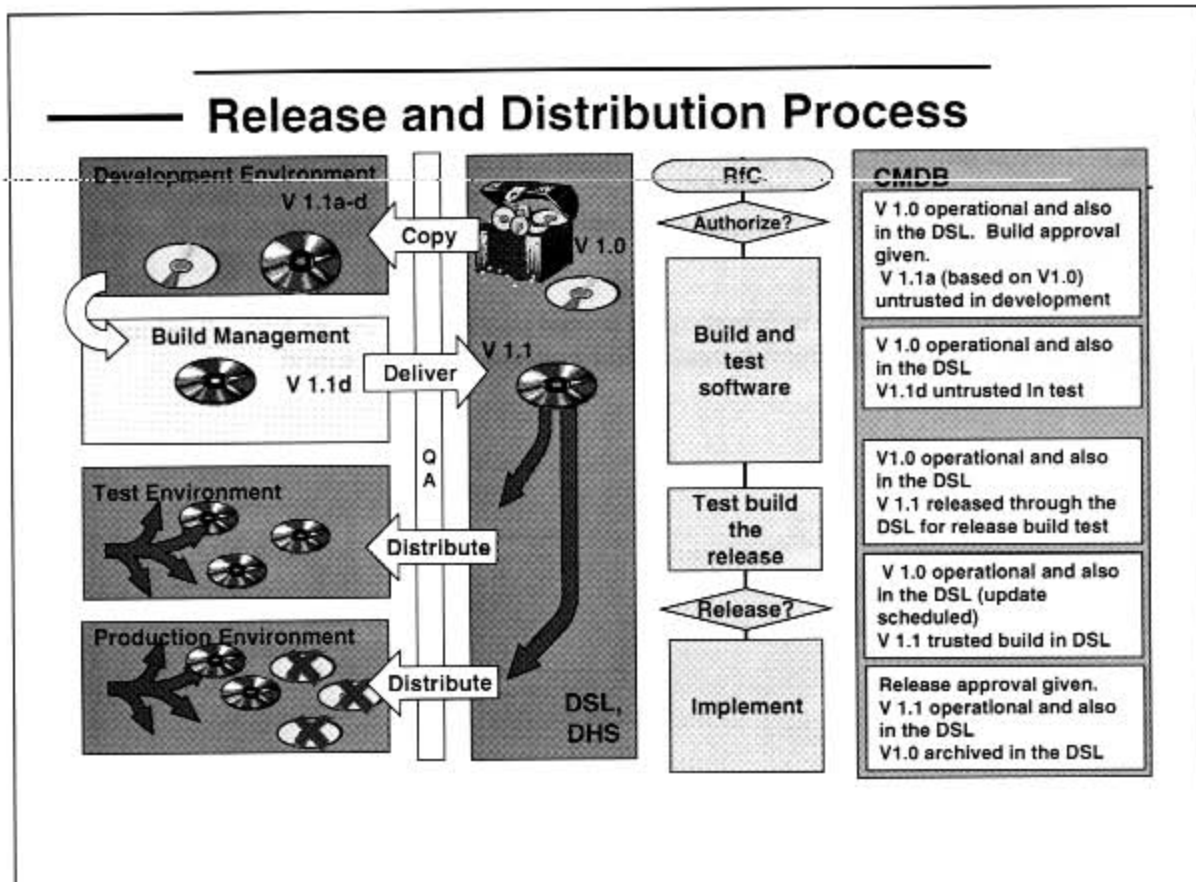 Release and Distribution Process
Development Environment
V 1.1a-d
Copy
V 1.0
Build Management
V 1.1d
Deliver
V 1.1
Q
A
Test Environment
Distribute
Production Environment
Distribute
DSL,
DHS
RfC
Authorize?
Build and
test
software
Test build
the
release
Release?
Implement
CMDB
V 1.0 operational and also
in the DSL. Build approval
given.
V 1.1a (based on V1.0)
untrusted in development
V 1.0 operational and also
in the DSL
V1.1d untrusted in test
V1.0 operational and also
in the DSL
V 1.1 released through the
DSL for release build test
V 1.0 operational and also
in the DSL (update
scheduled)
V 1.1 trusted build in DSL
Release approval given.
V 1.1 operational and also
in the DSL
V1.0 archived in the DSL